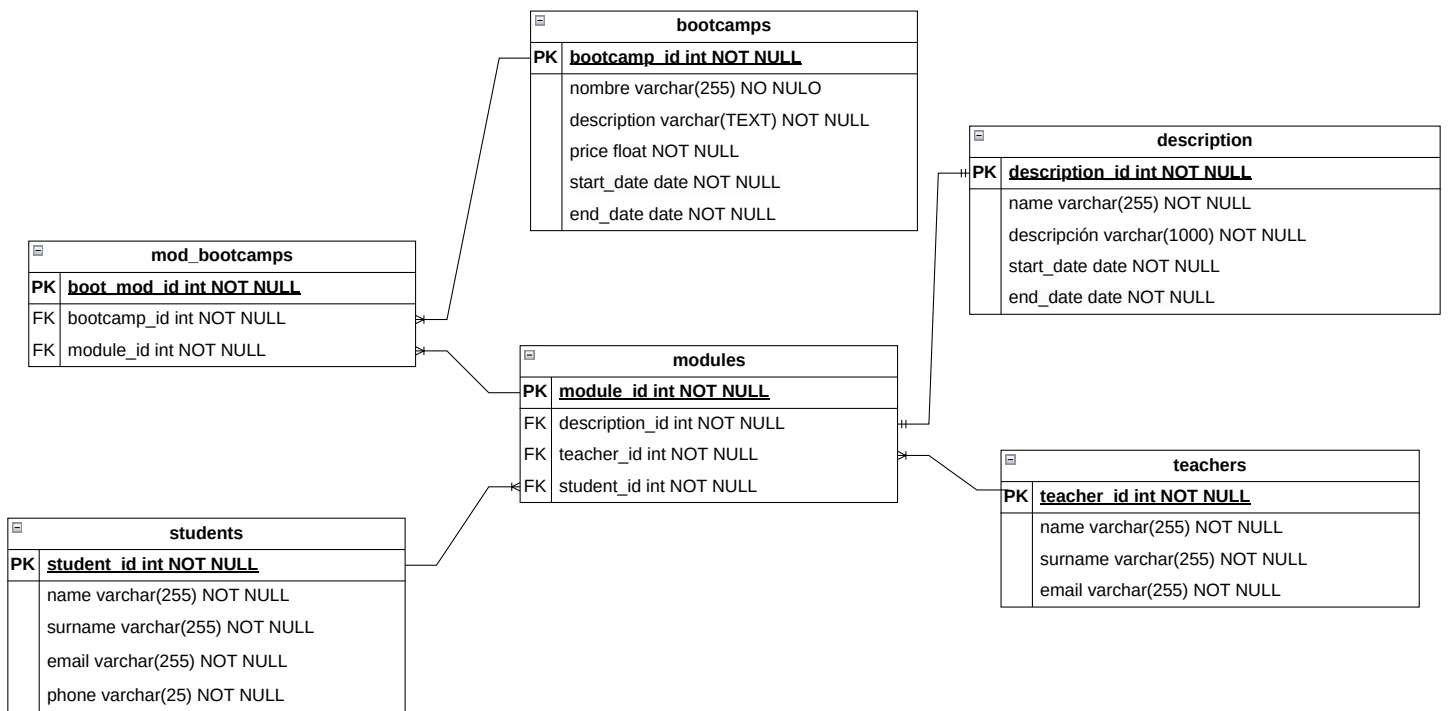 bootcamps
PK bootcamp_id int NOT NULL
nombre varchar(255) NO NULO
description varchar(TEXT) NOT NULL
price float NOT NULL
start_date date NOT NULL
end_date date NOT NULL
description
PK description_id int NOT NULL
name varchar(255) NOT NULL
descripción varchar(1000) NOT NULL
start_date date NOT NULL
end_date date NOT NULL
mod_bootcamps
PK boot_mod_id int NOT NULL
FK bootcamp_id int NOT NULL
FK module_id int NOT NULL
modules
PK module_id int NOT NULL
FK description_id int NOT NULL
FK teacher_id int NOT NULL
FK student_id int NOT NULL
teachers
PK teacher_id int NOT NULL
name varchar(255) NOT NULL
surname varchar(255) NOT NULL
email varchar(255) NOT NULL
students
PK student_id int NOT NULL
name varchar(255) NOT NULL
surname varchar(255) NOT NULL
email varchar(255) NOT NULL
phone varchar(25) NOT NULL